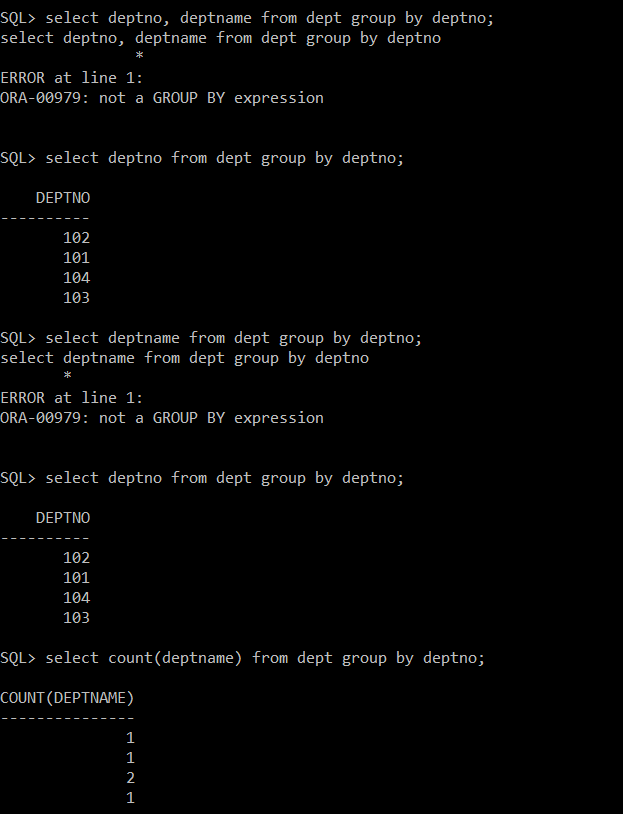 SQL> select deptno, deptname from dept group by deptno;
select deptno, deptname from dept group by deptno
               *
ERROR at line 1:
ORA-00979: not a GROUP BY expression
SQL> select deptno from dept group by deptno;
    DEPTNO
----------
       102
       101
       104
       103
SQL> select deptname from dept group by deptno;
select deptname from dept group by deptno
       *
ERROR at line 1:
ORA-00979: not a GROUP BY expression
SQL> select deptno from dept group by deptno;
    DEPTNO
----------
       102
       101
       104
       103
SQL> select count(deptname) from dept group by deptno;
COUNT(DEPTNAME)
---------------
              1
              1
              2
              1